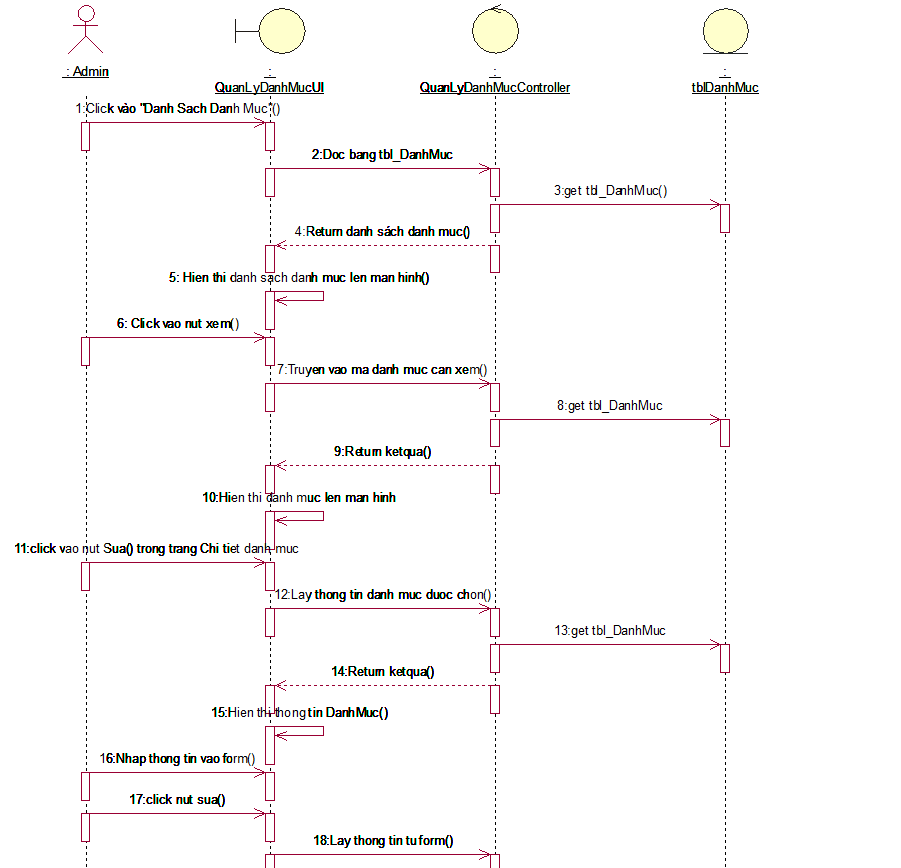 : Admin
:
QuanLyDanhMucUI
:
QuanLyDanhMucController
:
tblDanhMuc
1:Click vào "Danh Sach Danh Muc"()
2:Doc bang tbl_DanhMuc
3:get tbl_DanhMuc()
4:Return danh sách danh muc()
5: Hien thi danh sach danh muc len man hinh()
6: Click vao nut xem()
7:Truyen vao ma danh muc can xem()
8:get tbl_DanhMuc
9:Return ketqua()
10:Hien thi danh muc len man hinh
11:click vao nut Sua() trong trang Chi tiet danh muc
12:Lay thong tin danh muc duoc chon()
13:get tbl_DanhMuc
14:Return ketqua()
15:Hien thi thong tin DanhMuc()
16:Nhap thong tin vao form()
17:click nut sua()
18:Lay thong tin tu form()